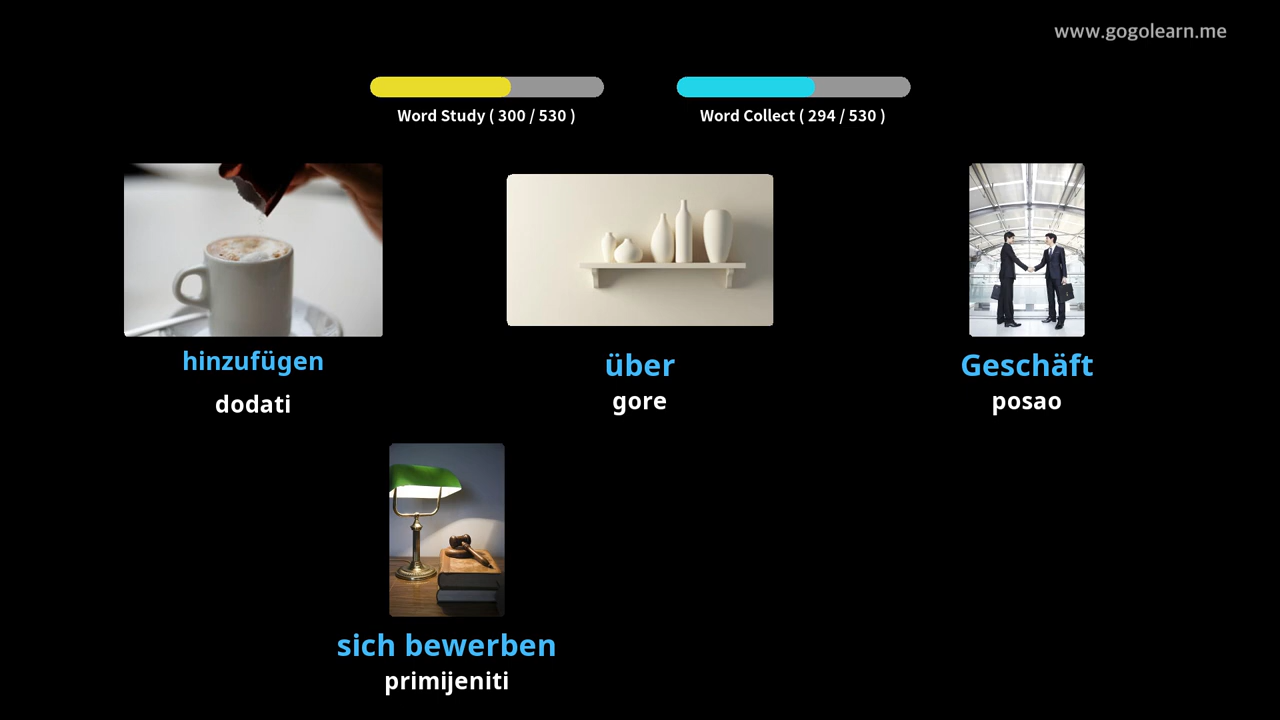 www.gogolearn.me
Word Study ( 300 / 530 )
Word Collect ( 294 / 530 )
hinzufügen
dodati
über
gore
Geschäft
posao
sich bewerben
primijeniti